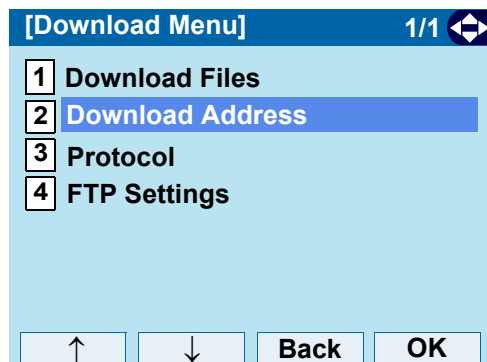 [Download Menu] 1/1
1 Download Files
2 Download Address
3 Protocol
4 FTP Settings
↑ ↓ Back OK